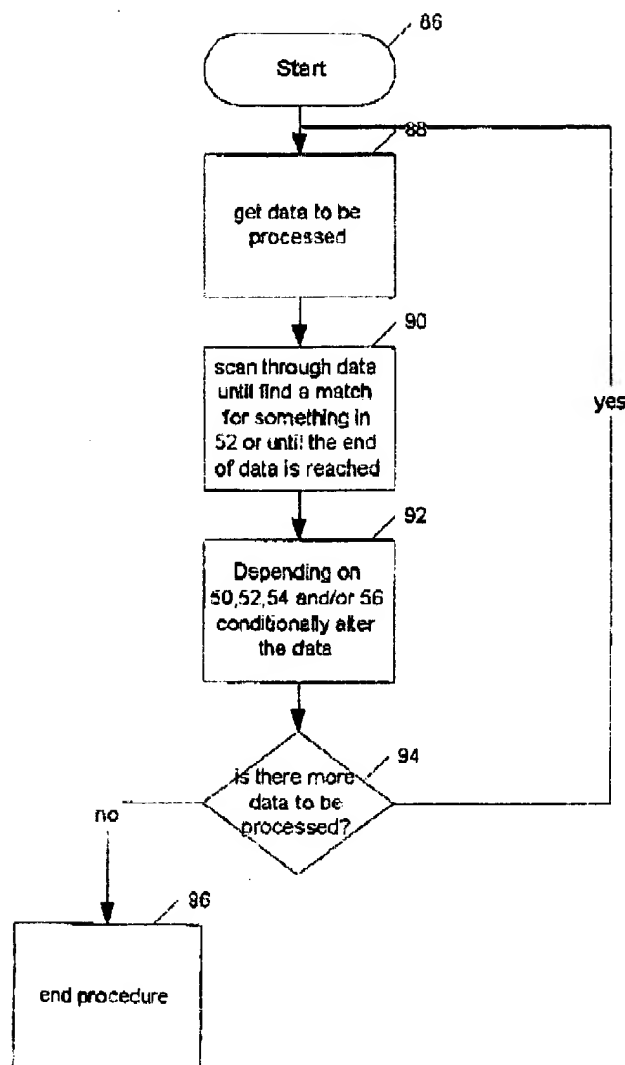 86
Start
88
get data to be
processed
90
scan through data
until find a match
for something in
52 or until the end
of data is reached
yes
92
Depending on
50,52,54 and/or 56
conditionally alter
the data
94
is there more
data to be
processed?
no
96
end procedure